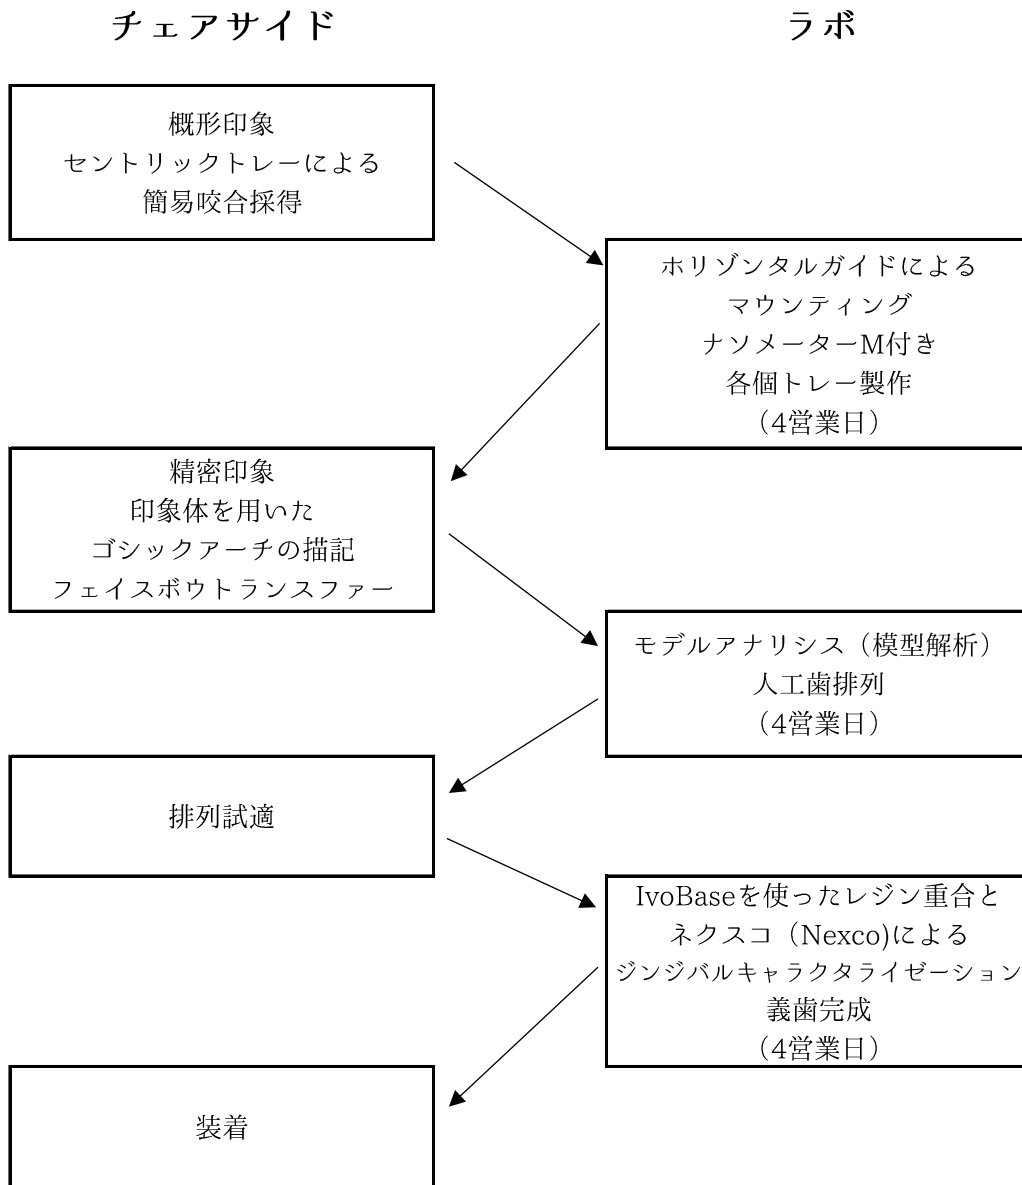 チェアサイド
ラボ
概形印象
セントリックトレーによる
簡易咬合採得
ホリゾンタルガイドによる
マウンティング
ナソメーターM付き
各個トレー製作
（4営業日）
精密印象
印象体を用いた
ゴシックアーチの描記
フェイスボウトランスファー
モデルアナリシス（模型解析）
人工歯排列
（4営業日）
排列試適
IvoBaseを使ったレジン重合と
ネクスコ（Nexco)による
ジンジバルキャラクタライゼーション
義歯完成
（4営業日）
装着